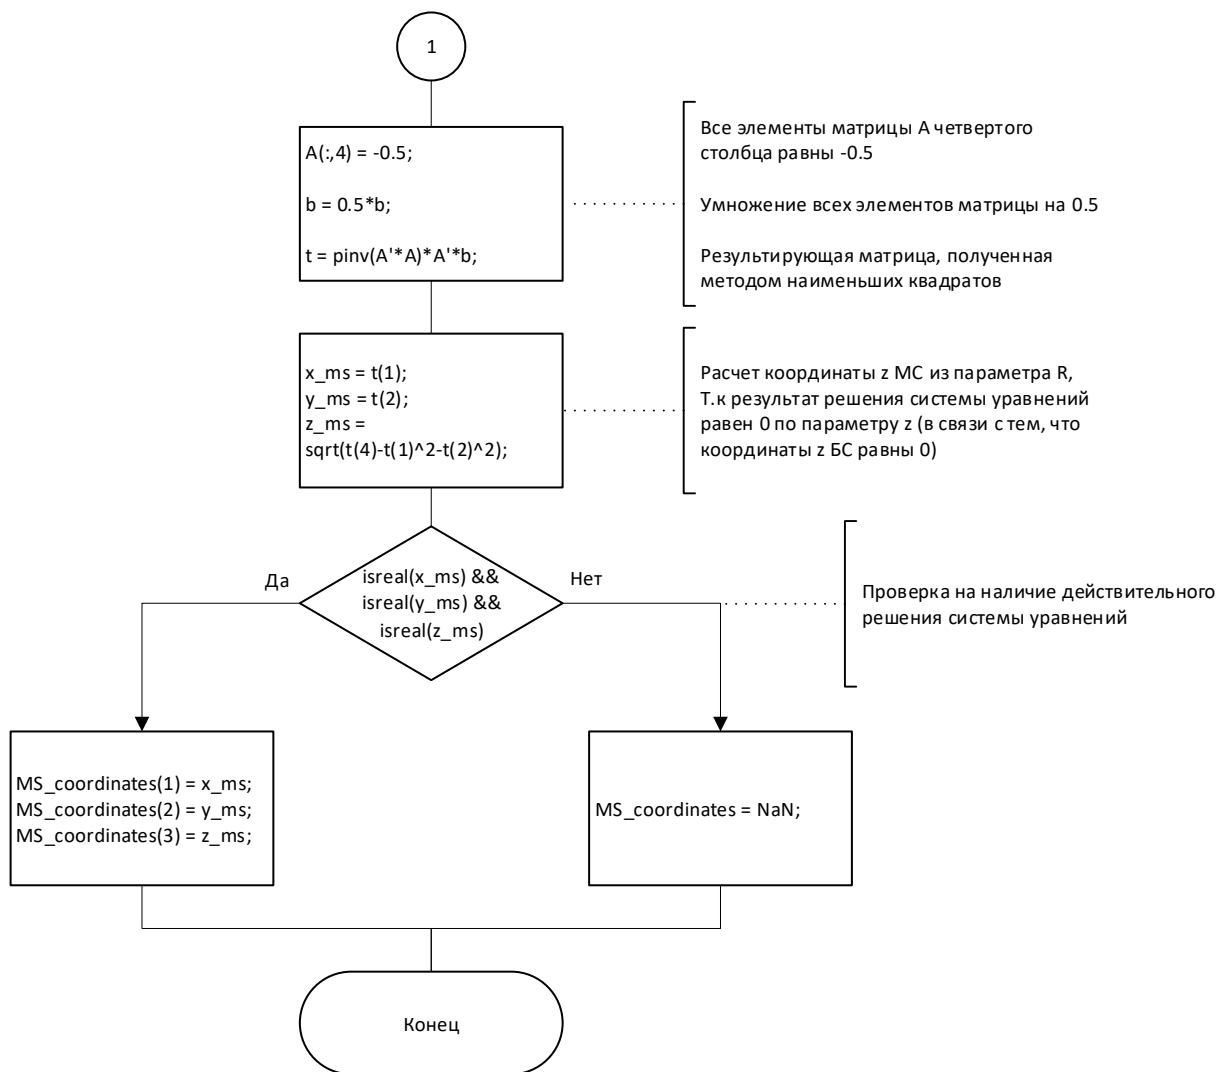 1
A(:,4) = -0.5;
b = 0.5*b;
t = pinv(A'*A)*A'*b;
Все элементы матрицы А четвертого
столбца равны -0.5
Умножение всех элементов матрицы на 0.5
Результирующая матрица, полученная
методом наименьших квадратов
x_ms = t(1);
y_ms = t(2);
z_ms =
sqrt(t(4)-t(1)^2-t(2)^2);
Расчет координаты z МС из параметра R,
Т.к результат решения системы уравнений
равен 0 по параметру z (в связи с тем, что
координаты z БС равны 0)
Да
isreal(x_ms) &&
isreal(y_ms) &&
isreal(z_ms)
Нет
Проверка на наличие действительного
решения системы уравнений
MS_coordinates(1) = x_ms;
MS_coordinates(2) = y_ms;
MS_coordinates(3) = z_ms;
MS_coordinates = NaN;
Конец